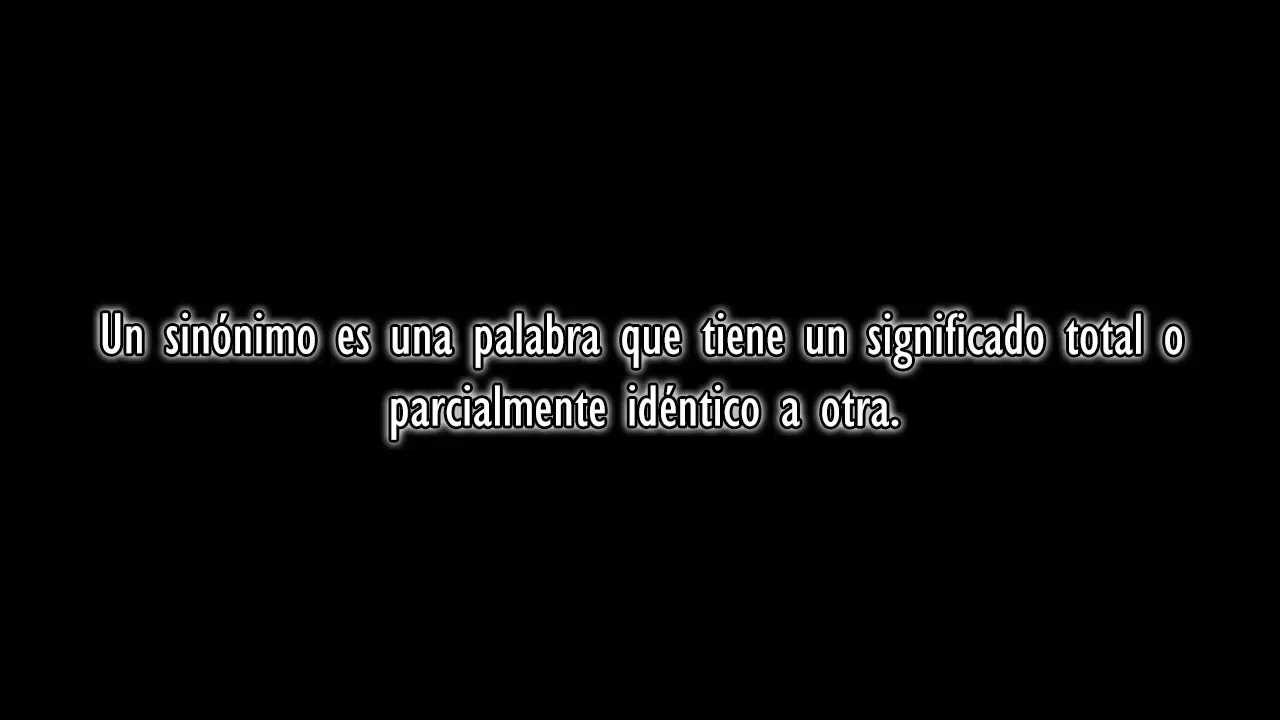 Un sinónimo es una palabra que tiene un significado total o
parcialmente idéntico a otra.